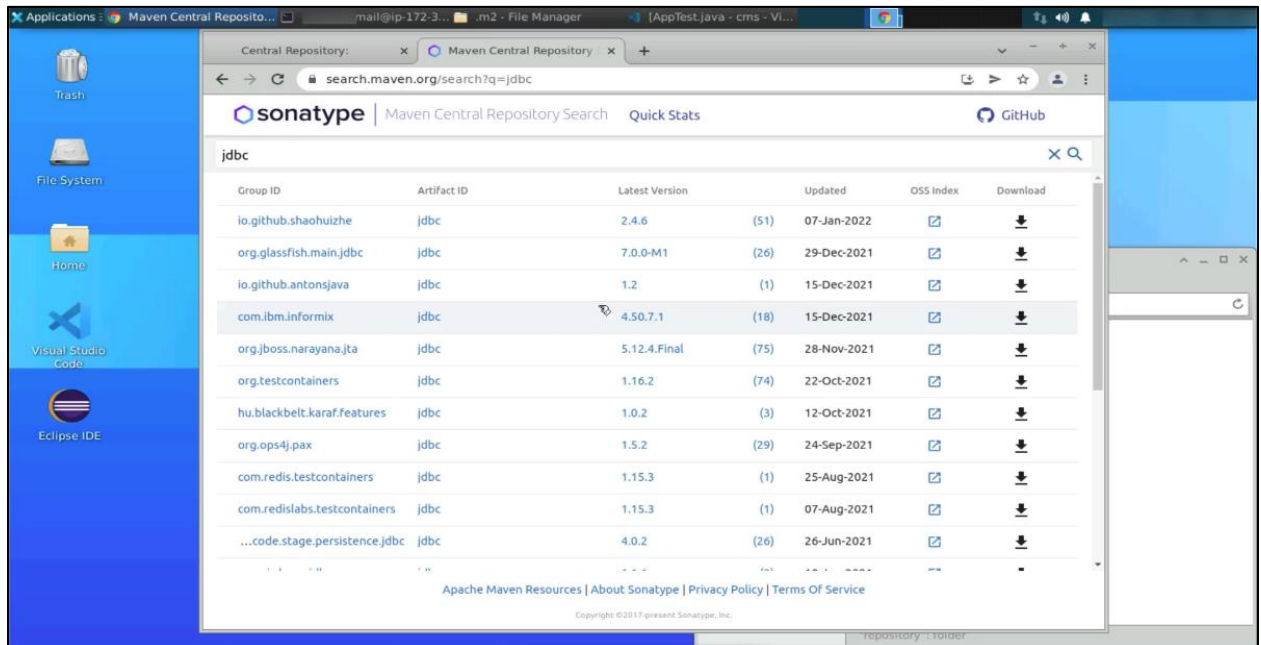 Applications Maven Central Reposito... mail@ip-172-3... .m2 - File Manager [AppTest.java - cms - Vi...
Trash
File System
Home
Visual Studio
Code
Eclipse IDE
Central Repository: Maven Central Repository
search.maven.org/search?q=jdbc
sonatype Maven Central Repository Search Quick Stats GitHub
jdbc
Group ID Artifact ID Latest Version Updated OSS Index Download
io.github.shaohuizhe jdbc 2.4.6 (51) 07-Jan-2022
org.glassfish.main.jdbc jdbc 7.0.0-M1 (26) 29-Dec-2021
io.github.antonsjava jdbc 1.2 (1) 15-Dec-2021
com.ibm.informix jdbc 4.50.7.1 (18) 15-Dec-2021
org.jboss.narayana.jta jdbc 5.12.4.Final (75) 28-Nov-2021
org.testcontainers jdbc 1.16.2 (74) 22-Oct-2021
hu.blackbelt.karaf.features jdbc 1.0.2 (3) 12-Oct-2021
org.ops4j.pax jdbc 1.5.2 (29) 24-Sep-2021
com.redis.testcontainers jdbc 1.15.3 (1) 25-Aug-2021
com.redislabs.testcontainers jdbc 1.15.3 (1) 07-Aug-2021
...code.stage.persistence.jdbc jdbc 4.0.2 (26) 26-Jun-2021
Apache Maven Resources | About Sonatype | Privacy Policy | Terms Of Service
Copyright ©2017-present Sonatype, Inc.
"repository": folder